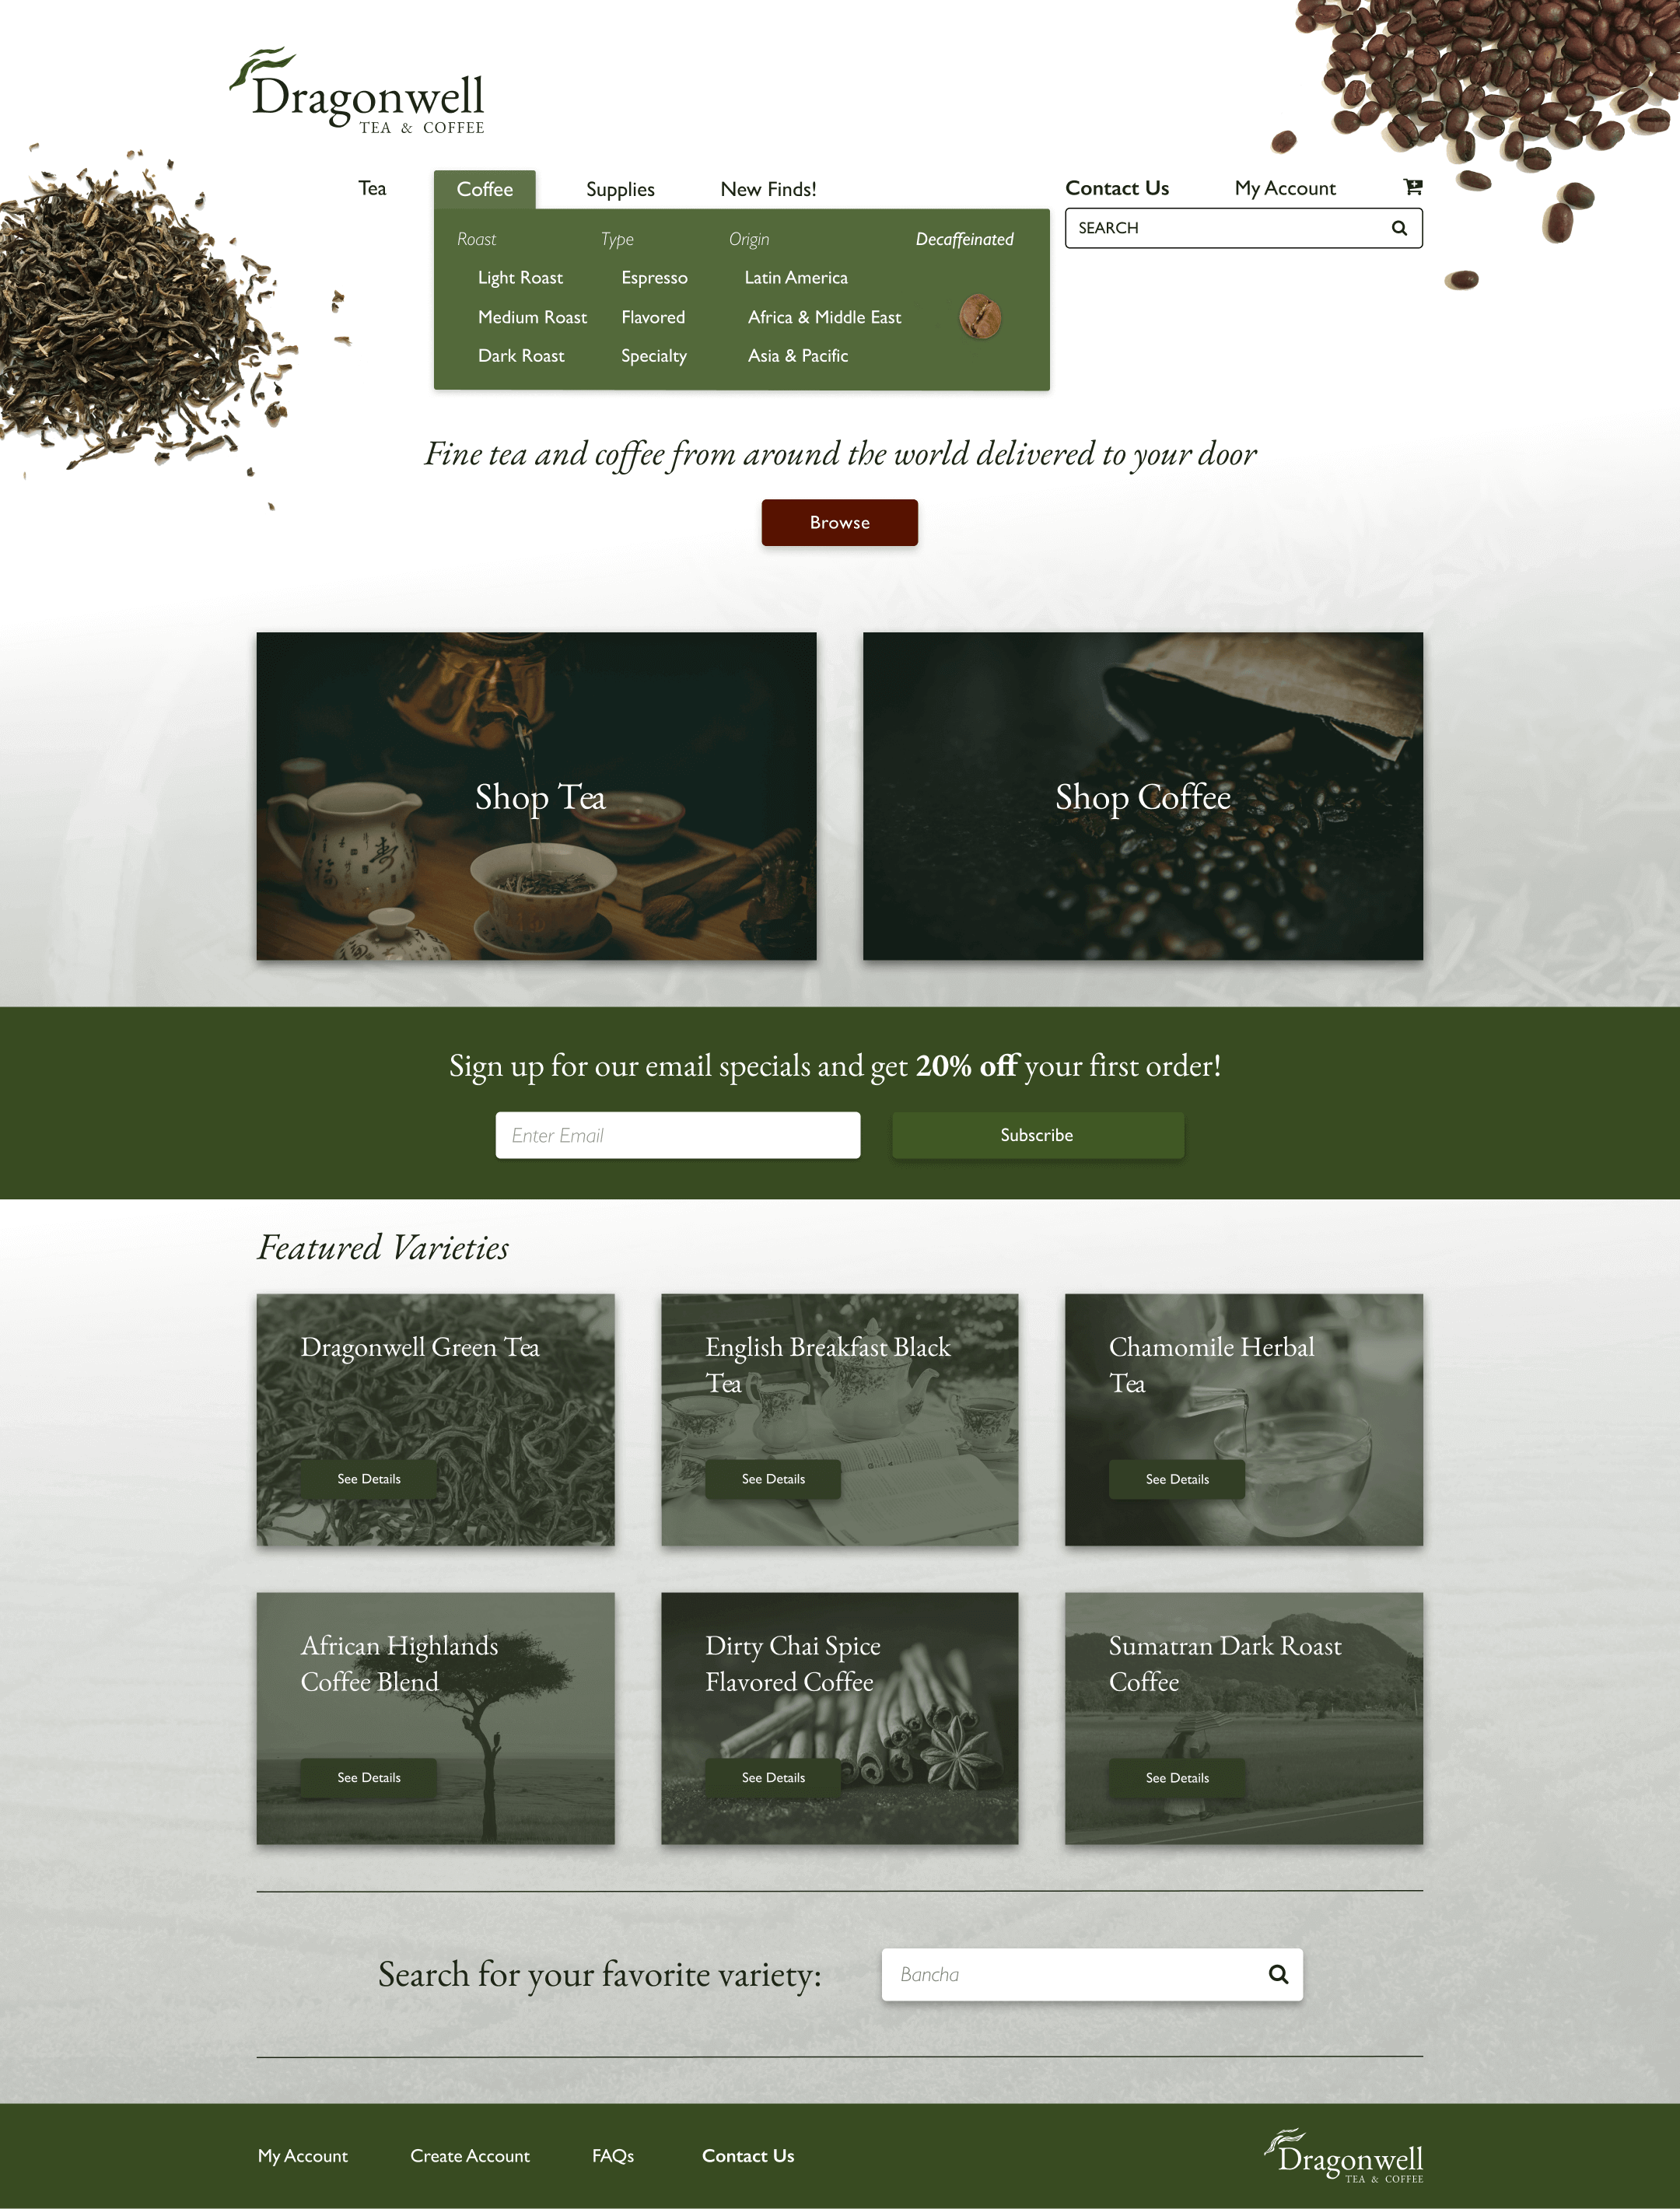 Dragonwell
TEA & COFFEE
Tea
Coffee
Supplies
New Finds!
Contact Us
My Account
SEARCH
Roast
Type
Origin
Decaffeinated
Light Roast
Espresso
Latin America
Medium Roast
Flavored
Africa & Middle East
Dark Roast
Specialty
Asia & Pacific
Fine tea and coffee from around the world delivered to your door
Browse
Shop Tea
Shop Coffee
Sign up for our email specials and get 20% off your first order!
Enter Email
Subscribe
Featured Varieties
Dragonwell Green Tea
See Details
English Breakfast Black
Tea
See Details
Chamomile Herbal
Tea
See Details
African Highlands
Coffee Blend
See Details
Dirty Chai Spice
Flavored Coffee
See Details
Sumatran Dark Roast
Coffee
See Details
Search for your favorite variety:
Bancha
My Account
Create Account
FAQs
Contact Us
Dragonwell
TEA & COFFEE